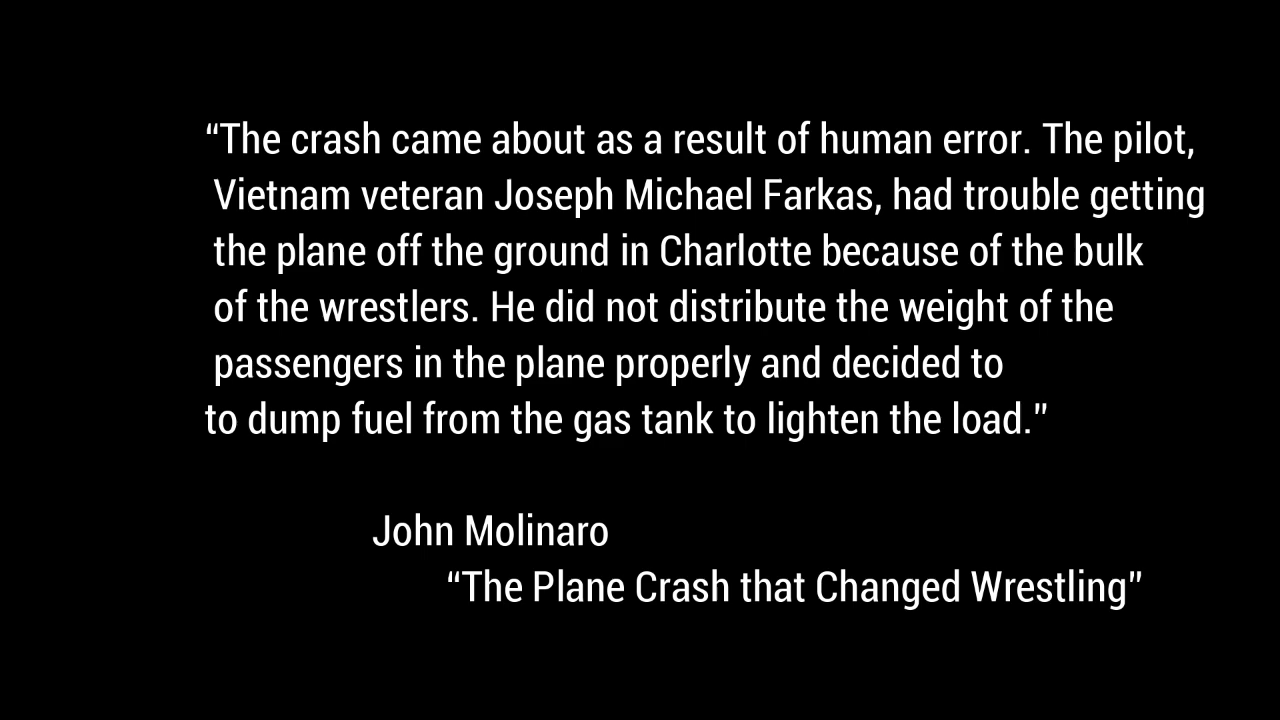 “The crash came about as a result of human error. The pilot,
Vietnam veteran Joseph Michael Farkas, had trouble getting
the plane off the ground in Charlotte because of the bulk
of the wrestlers. He did not distribute the weight of the
passengers in the plane properly and decided to
to dump fuel from the gas tank to lighten the load.”
John Molinaro
“The Plane Crash that Changed Wrestling”